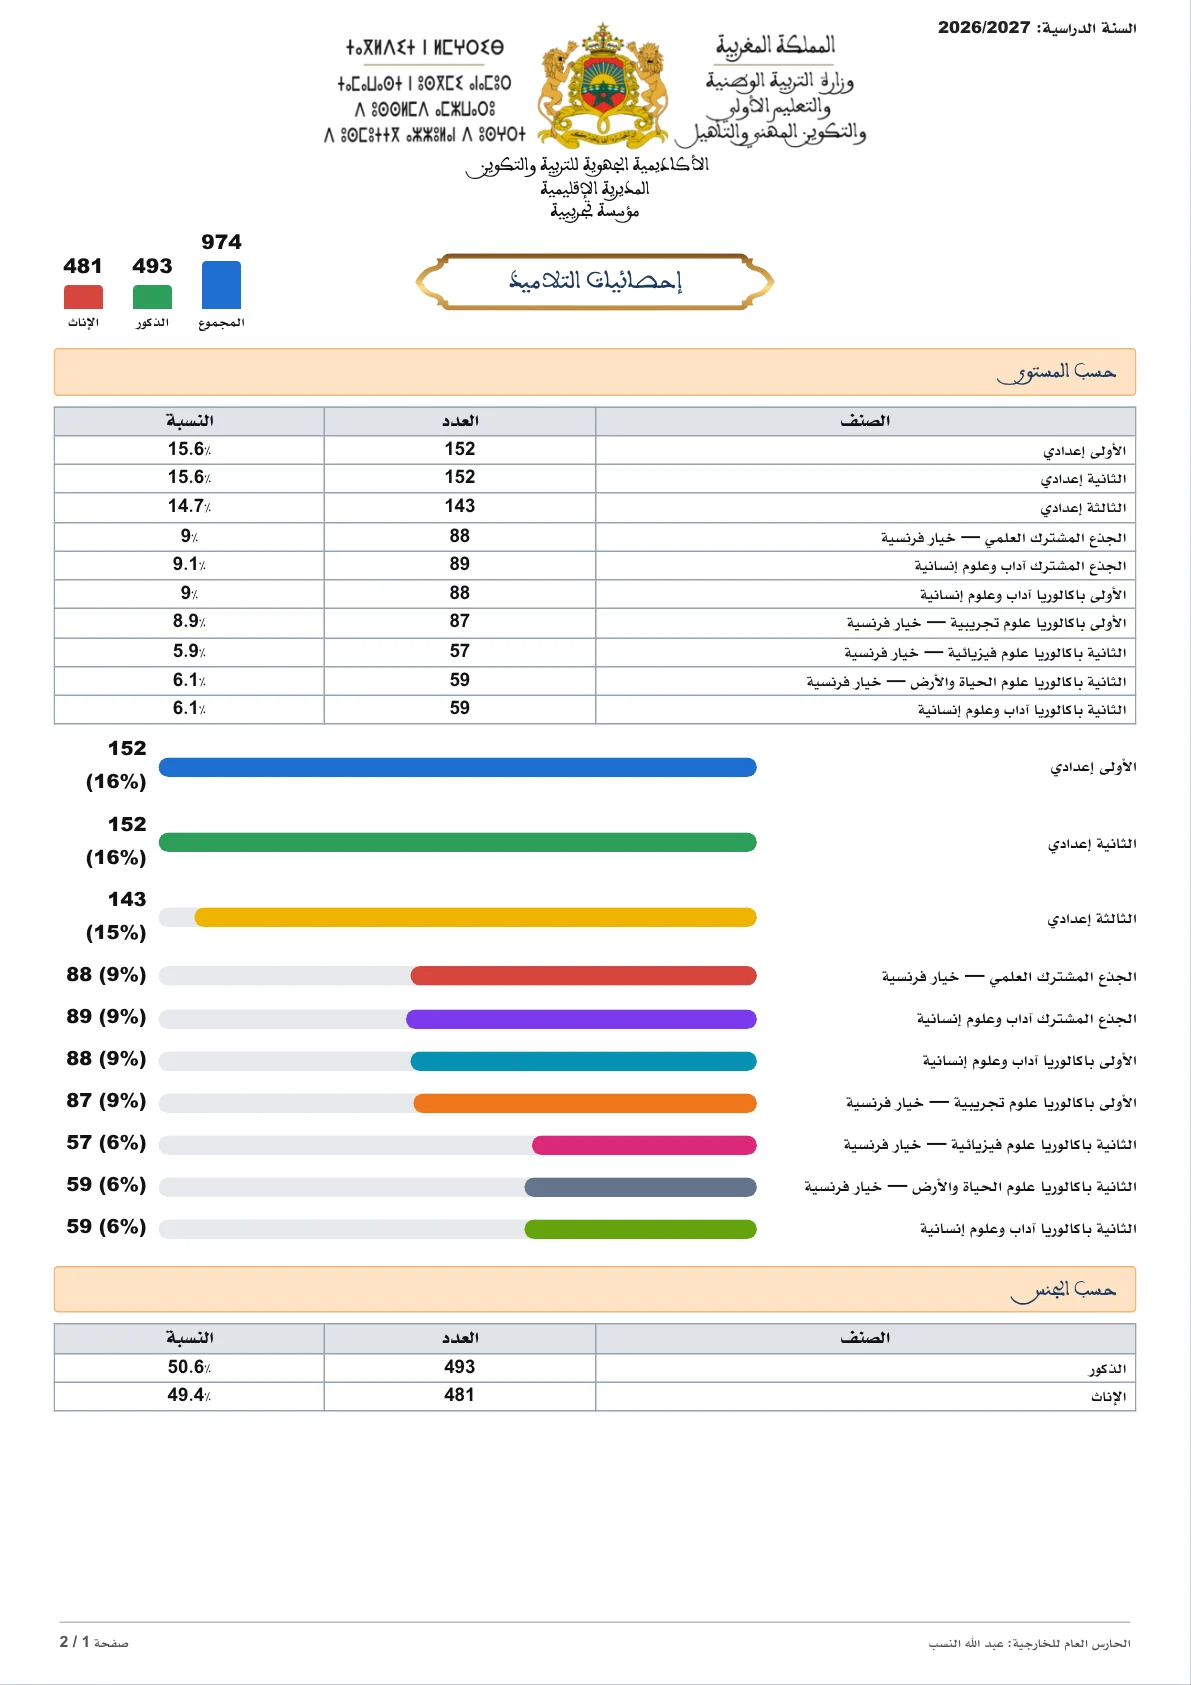 السنة الدراسية: 2026/2027
المملكة المغربية
وزارة التربية الوطنية
والتعليم الأولي
والتكوين المهني والتأهيل
ⵜⴰⴳⵍⴷⵉⵜ ⵏ ⵍⵎⵖⵔⵉⴱ
ⵜⴰⵎⴰⵡⴰⵙⵜ ⵏ ⵓⵙⴳⵎⵉ ⴰⵏⴰⵎⵓⵔ
ⴷ ⵓⵙⵙⵍⵎⴷ ⴰⵎⵣⵡⴰⵔⵓ
ⴷ ⵓⵙⵎⵓⵜⵜⴳ ⴰⵣⵣⵓⵍⴰⵏ ⴷ ⵓⵙⵖⵔⵜ
الأكاديمية الجهوية للتربية والتكوين
المديرية الإقليمية
مؤسسة تجريبية
إحصائيات التلاميذ
974 المجموع
493 الذكور
481 الإناث
حسب المستوى
الصنف العدد النسبة
الأولى إعدادي 152 15.6٪
الثانية إعدادي 152 15.6٪
الثالثة إعدادي 143 14.7٪
الجذع المشترك العلمي — خيار فرنسية 88 9٪
الجذع المشترك آداب وعلوم إنسانية 89 9.1٪
الأولى باكالوريا آداب وعلوم إنسانية 88 9٪
الأولى باكالوريا علوم تجريبية — خيار فرنسية 87 8.9٪
الثانية باكالوريا علوم فيزيائية — خيار فرنسية 57 5.9٪
الثانية باكالوريا علوم الحياة والأرض — خيار فرنسية 59 6.1٪
الثانية باكالوريا آداب وعلوم إنسانية 59 6.1٪
الأولى إعدادي 152 (16%)
الثانية إعدادي 152 (16%)
الثالثة إعدادي 143 (15%)
الجذع المشترك العلمي — خيار فرنسية 88 (9%)
الجذع المشترك آداب وعلوم إنسانية 89 (9%)
الأولى باكالوريا آداب وعلوم إنسانية 88 (9%)
الأولى باكالوريا علوم تجريبية — خيار فرنسية 87 (9%)
الثانية باكالوريا علوم فيزيائية — خيار فرنسية 57 (6%)
الثانية باكالوريا علوم الحياة والأرض — خيار فرنسية 59 (6%)
الثانية باكالوريا آداب وعلوم إنسانية 59 (6%)
حسب الجنس
الصنف العدد النسبة
الذكور 493 50.6٪
الإناث 481 49.4٪
الحارس العام للخارجية: عبد الله النسب
صفحة 1 / 2